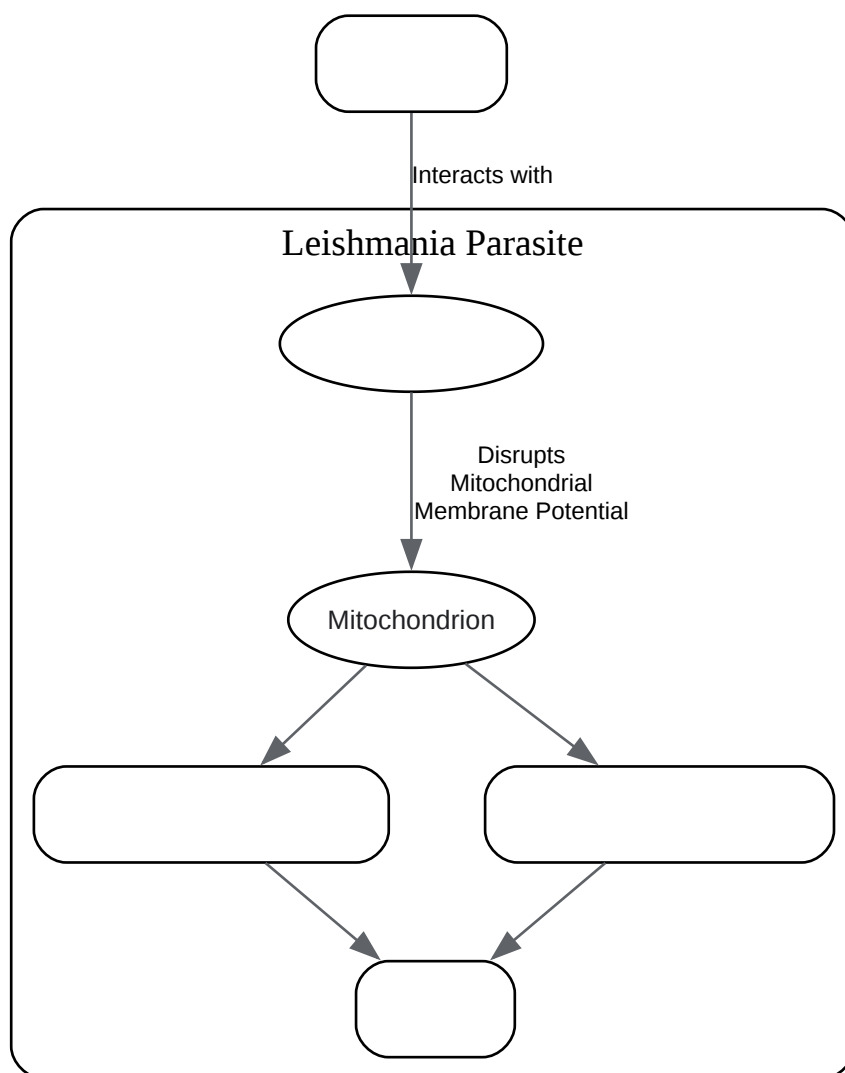 Interacts with
Leishmania Parasite
Disrupts
Mitochondrial
Membrane Potential
Mitochondrion